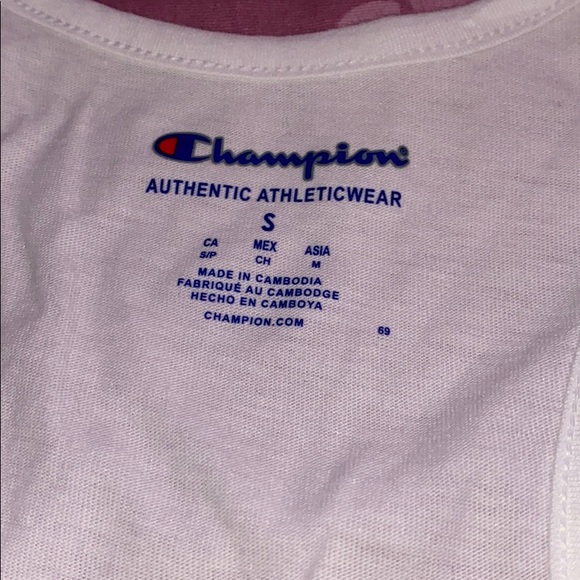 Champion
AUTHENTIC ATHLETICWEAR
S
CA MEX ASIA
S/P CH M
MADE IN CAMBODIA
FABRIQUÉ AU CAMBODGE
HECHO EN CAMBOYA
CHAMPION.COM 69